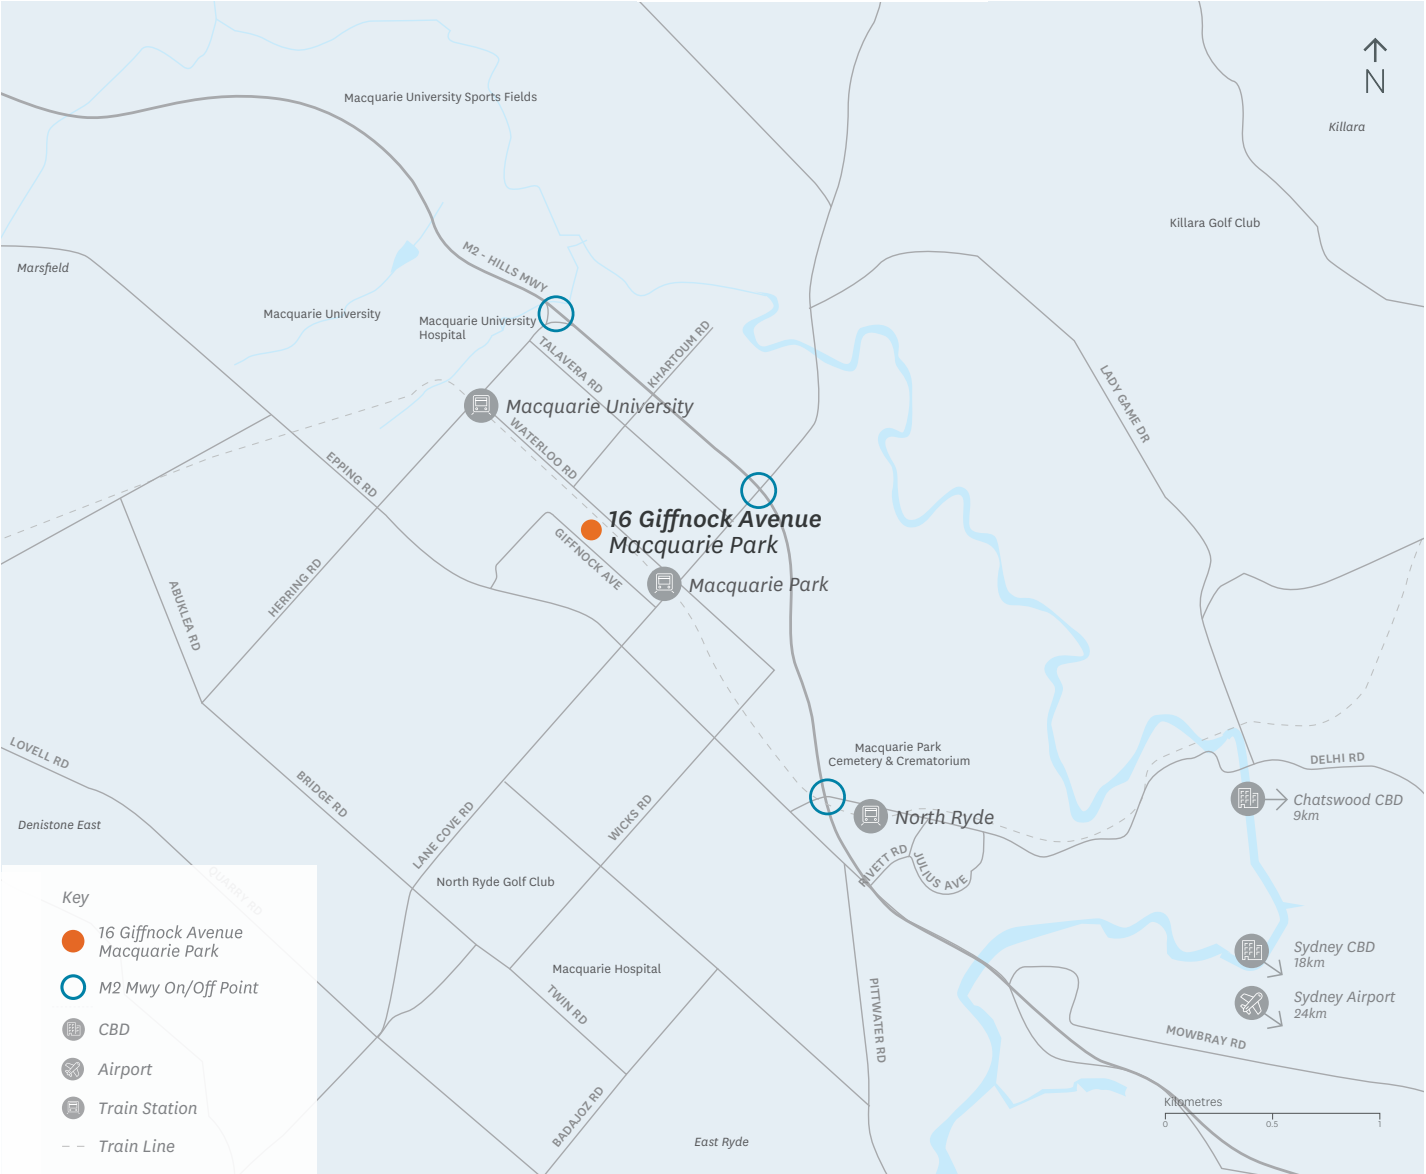 N
Macquarie University Sports Fields
Killara
Killara Golf Club
Marsfield
M2 - HILLS MWY
Macquarie University
Macquarie University
Hospital
TALAVERA RD
KHARTOUM RD
LADY GAME DR
Macquarie University
WATERLOO RD
EPPING RD
16 Giffnock Avenue
Macquarie Park
GIFFNOCK AVE
Macquarie Park
HERRING RD
ABUKLEA RD
LOVELL RD
BRIDGE RD
Macquarie Park
Cemetery & Crematorium
DELHI RD
Chatswood CBD
9km
North Ryde
WICKS RD
LANE COVE RD
Denistone East
RIVETT RD
JULIUS AVE
QUARRY RD
North Ryde Golf Club
Macquarie Hospital
TWIN RD
PITTWATER RD
Sydney CBD
18km
Sydney Airport
24km
MOWBRAY RD
BADAJOZ RD
East Ryde
Kilometres
0 0.5 1
Key
16 Giffnock Avenue
Macquarie Park
M2 Mwy On/Off Point
CBD
Airport
Train Station
Train Line